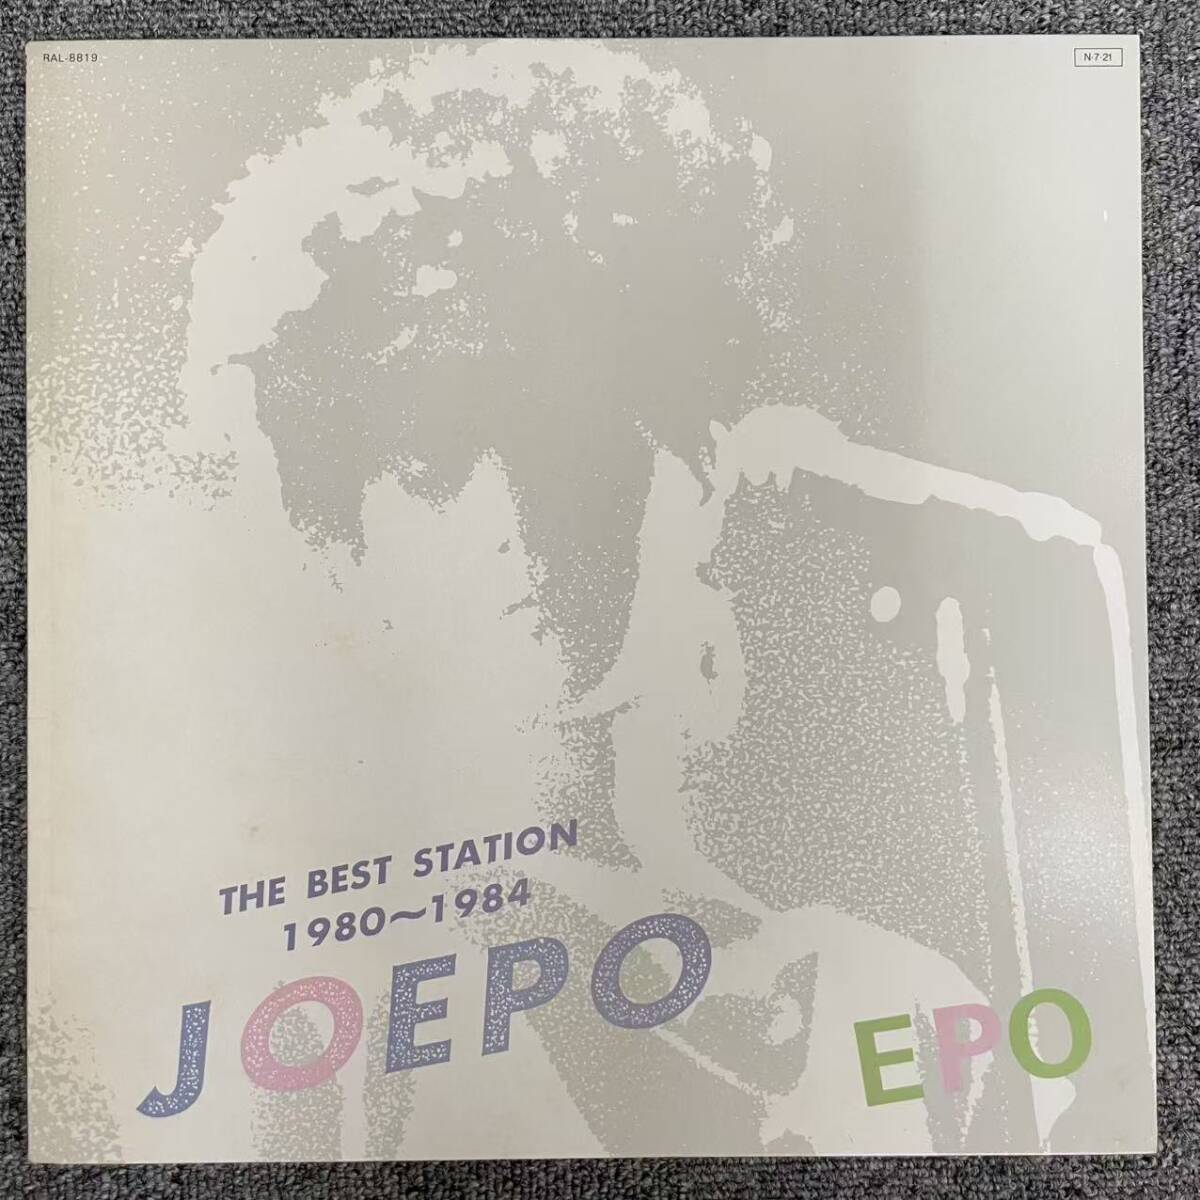 RAL-8819
N·7·21
THE BEST STATION
1980〜1984
JOEPO
EPO